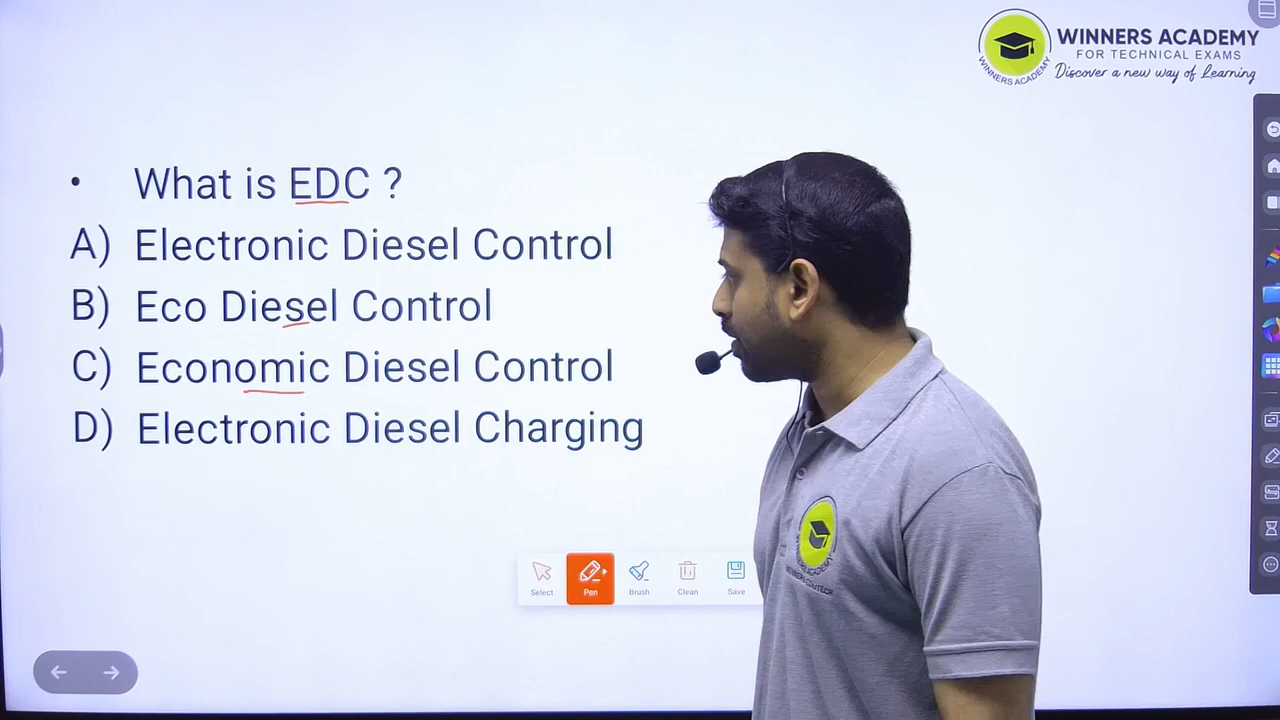 WINNERS ACADEMY
FOR TECHNICAL EXAMS
Discover a new way of Learning
WINNERS ACADEMY
• What is EDC ?
A) Electronic Diesel Control
B) Eco Diesel Control
C) Economic Diesel Control
D) Electronic Diesel Charging
Select
Pen
Brush
Clean
Save